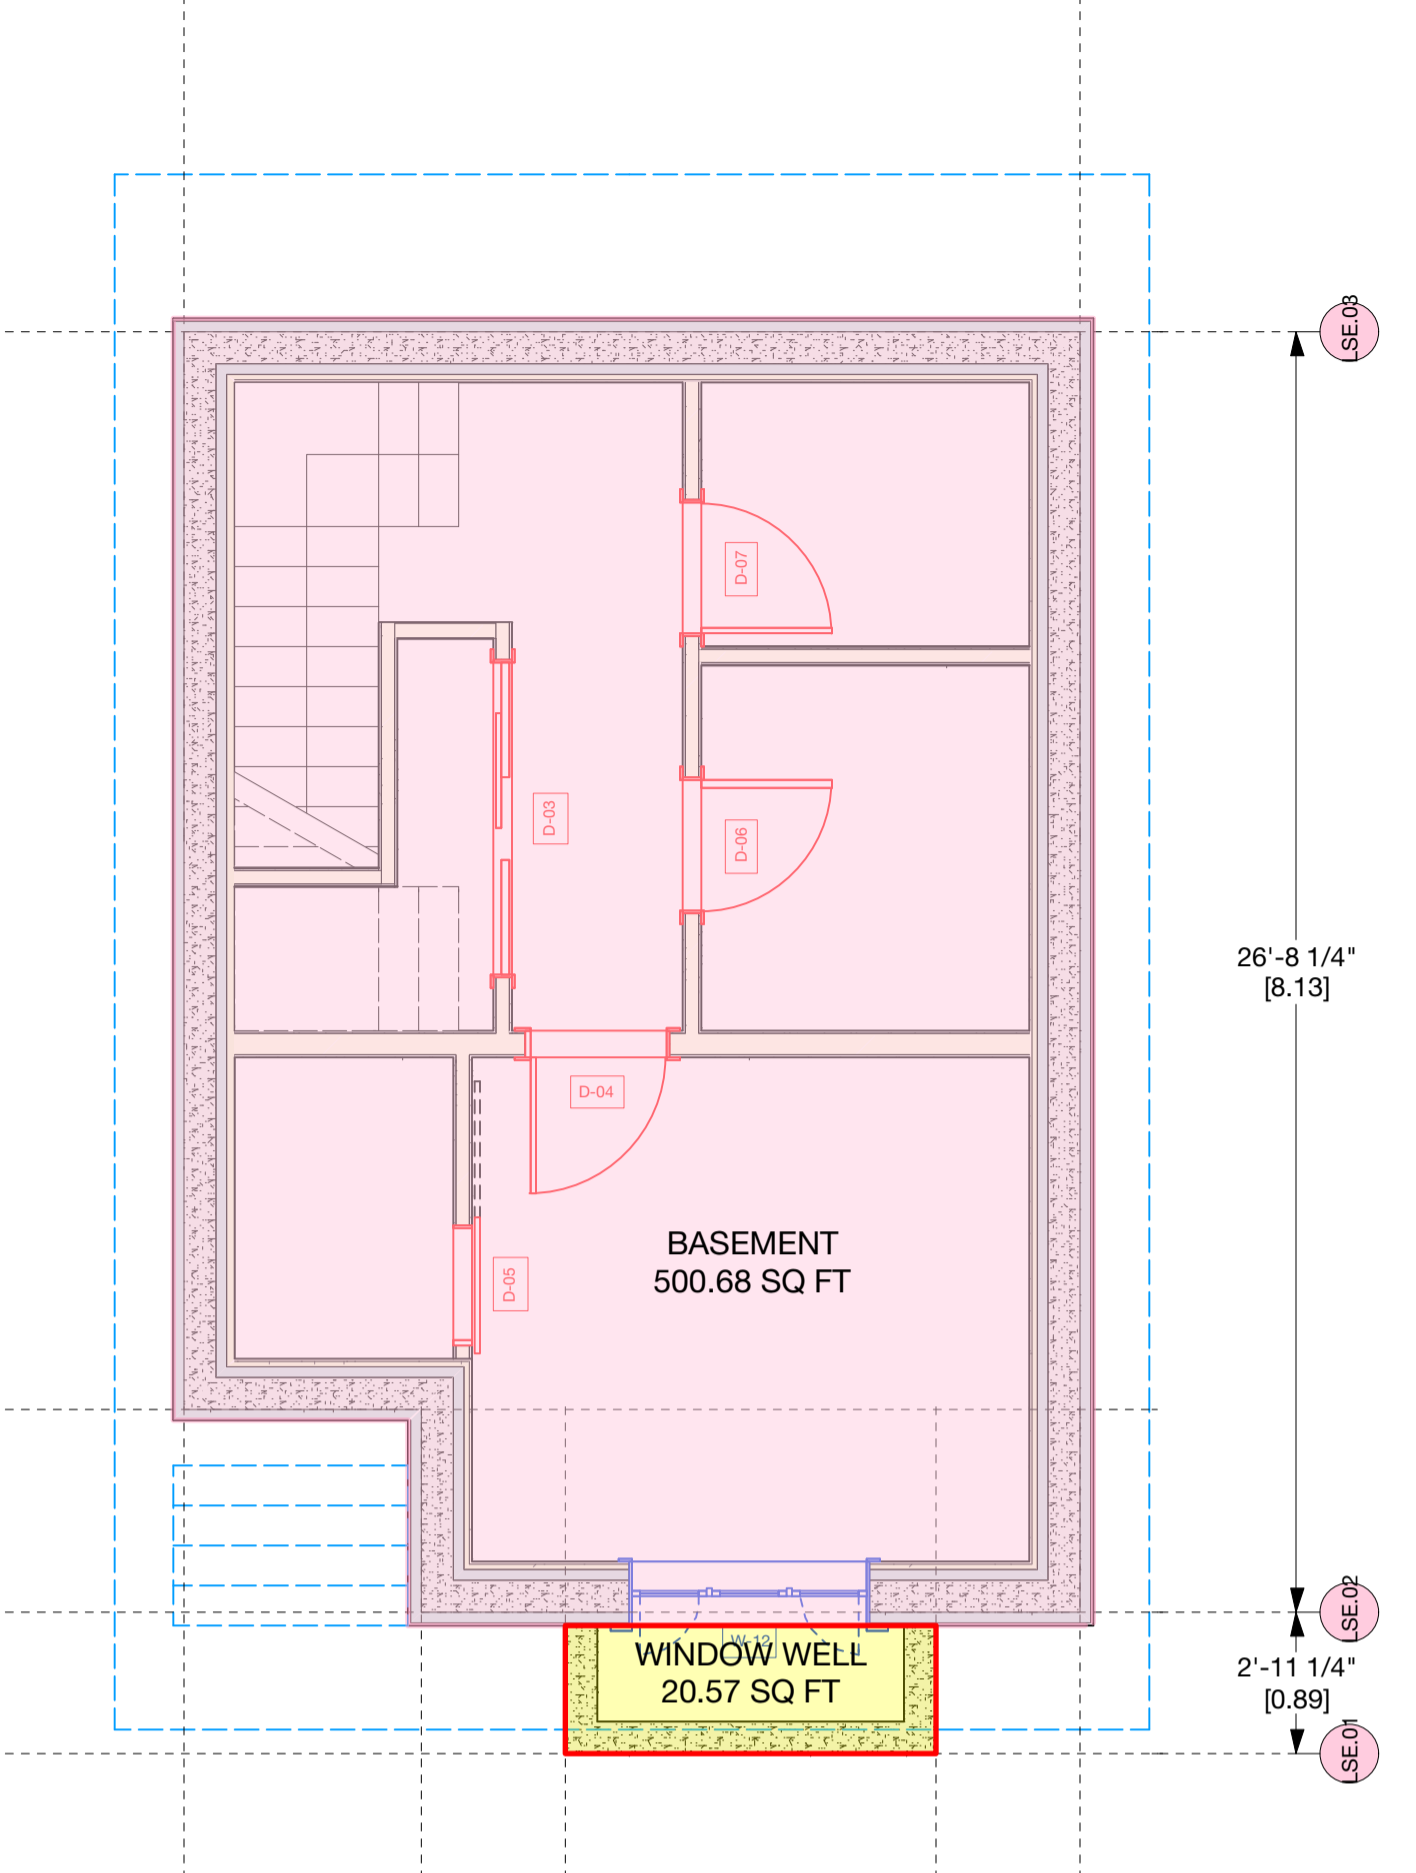 LSE.03
D-07
D-03
D-06
26'-8 1/4"
[8.13]
D-04
BASEMENT
500.68 SQ FT
D-05
LSE.02
W-12
WINDOW WELL
20.57 SQ FT
2'-11 1/4"
[0.89]
LSE.01